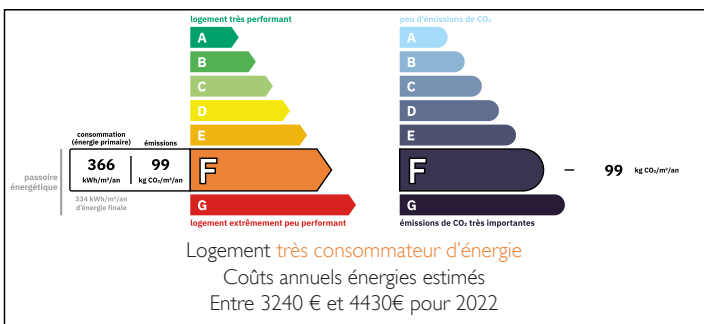 logement très performant
A
B
C
D
E
consommation
(énergie primaire)
émissions
366
99
kWh/m²/an
kg CO₂/m²/an
F
passoire
énergétique
334 kWh/m²/an
d'énergie finale
G
logement extrêmement peu performant
peu d'émissions de CO₂
A
B
C
D
E
F
99 kg CO₂/m²/an
G
émissions de CO₂ très importantes
Logement très consommateur d'énergie
Coûts annuels énergies estimés
Entre 3240 € et 4430€ pour 2022